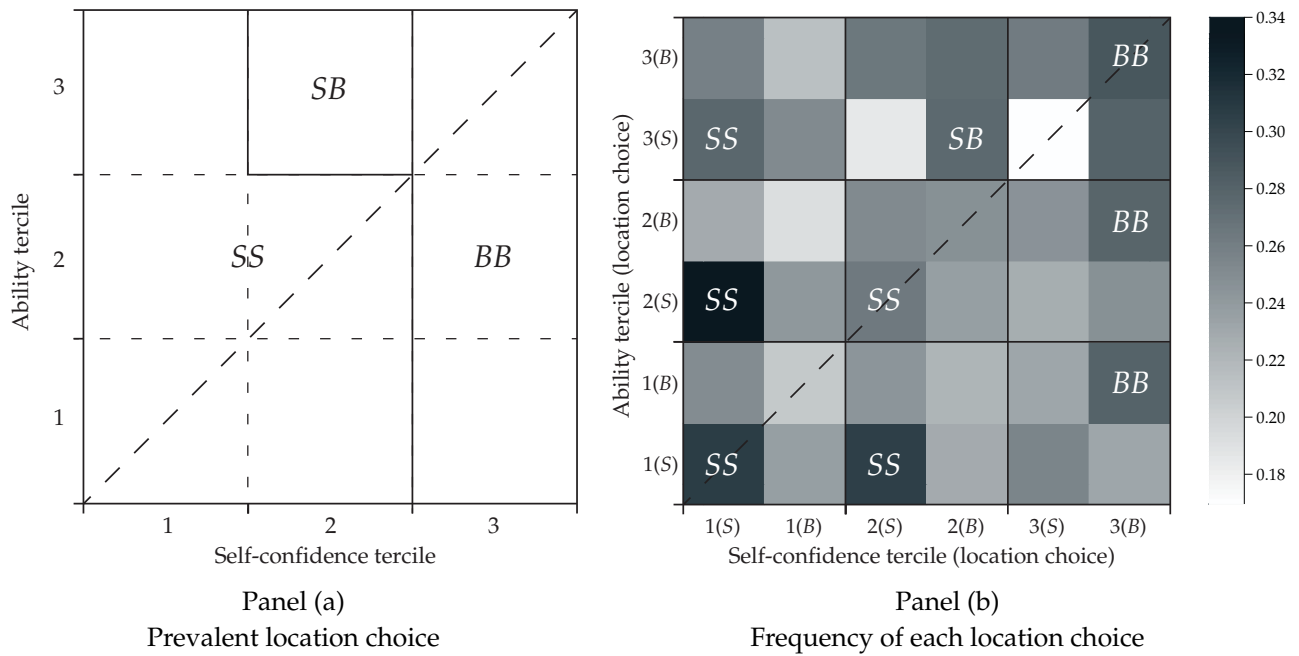 3
SB
Ability tercile
2
SS
BB
1
1
2
3
Self-confidence tercile
Panel (a)
Prevalent location choice
Ability tercile (location choice)
3(B)
BB
3(S)
SS
SB
2(B)
BB
2(S)
SS
SS
1(B)
BB
1(S)
SS
SS
1(S)
1(B)
2(S)
2(B)
3(S)
3(B)
Self-confidence tercile (location choice)
0.34
0.32
0.30
0.28
0.26
0.24
0.22
0.20
0.18
Panel (b)
Frequency of each location choice